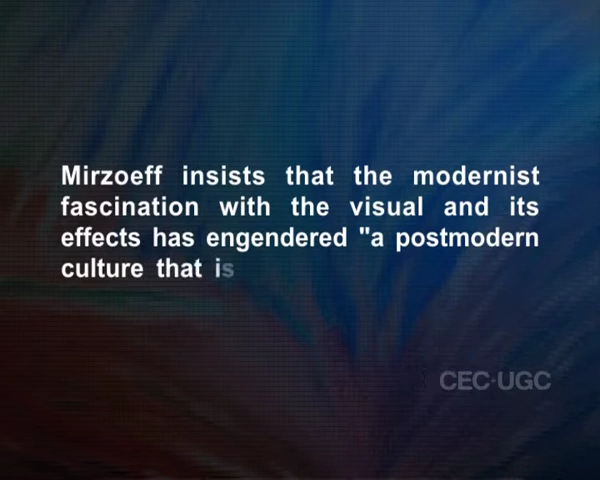 Mirzoeff insists that the modernist
fascination with the visual and its
effects has engendered "a postmodern
culture that is
CEC·UGC